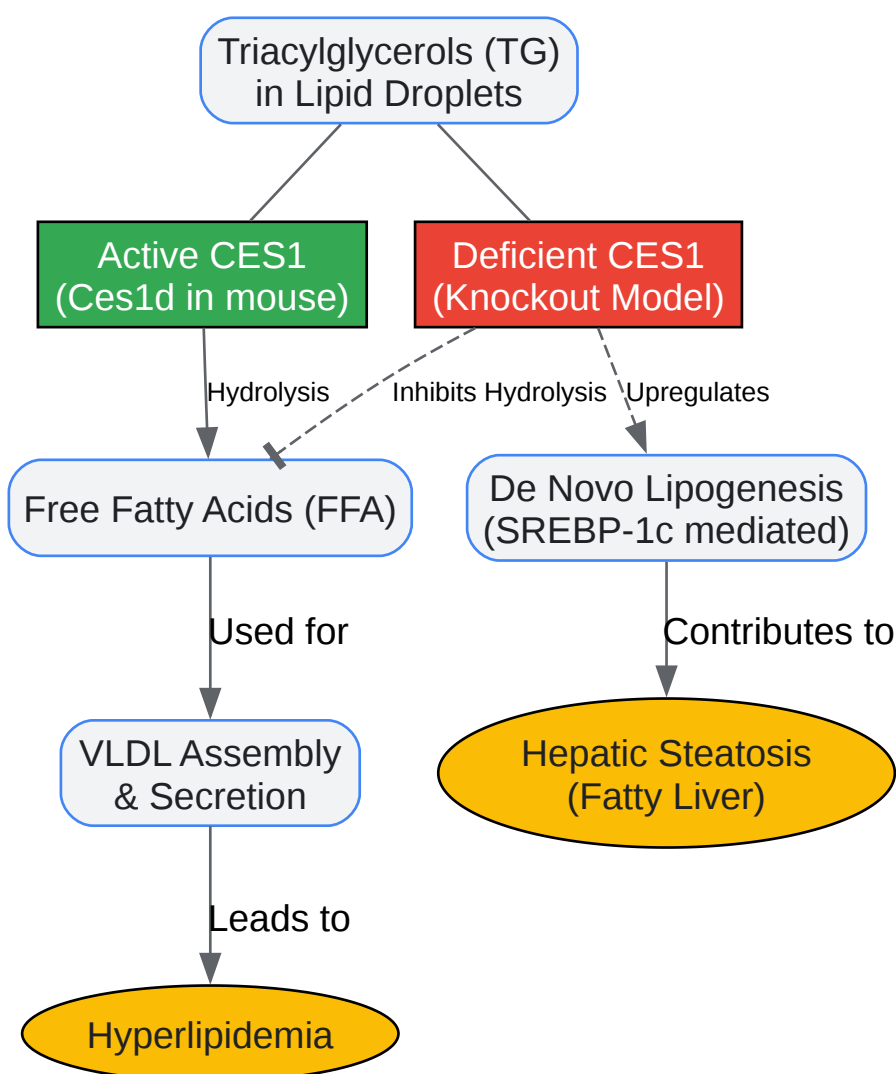 Triacylglycerols (TG)
in Lipid Droplets
Active CES1
(Ces1d in mouse)
Deficient CES1
(Knockout Model)
Hydrolysis
Inhibits Hydrolysis
Upregulates
Free Fatty Acids (FFA)
De Novo Lipogenesis
(SREBP-1c mediated)
Used for
Contributes to
VLDL Assembly
& Secretion
Hepatic Steatosis
(Fatty Liver)
Leads to
Hyperlipidemia